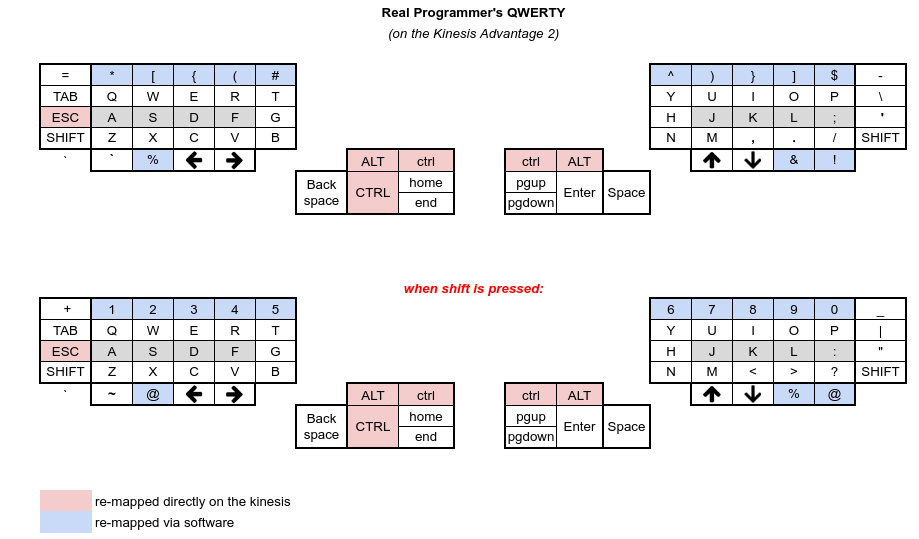 Real Programmer's QWERTY
(on the Kinesis Advantage 2)
= * [ { ( # ^ ) } ] $ -
TAB Q W E R T Y U I O P \
ESC A S D F G H J K L ; '
SHIFT Z X C V B N M , . / SHIFT
` ` % 🡸 🡺 🡹 🡻 & !
ALT ctrl ctrl ALT
Back space CTRL home pgup Enter Space
end pgdown
when shift is pressed:
+ 1 2 3 4 5 6 7 8 9 0 _
TAB Q W E R T Y U I O P |
ESC A S D F G H J K L : "
SHIFT Z X C V B N M < > ? SHIFT
` ~ @ 🡸 🡺 🡹 🡻 % @
ALT ctrl ctrl ALT
Back space CTRL home pgup Enter Space
end pgdown
re-mapped directly on the kinesis
re-mapped via software